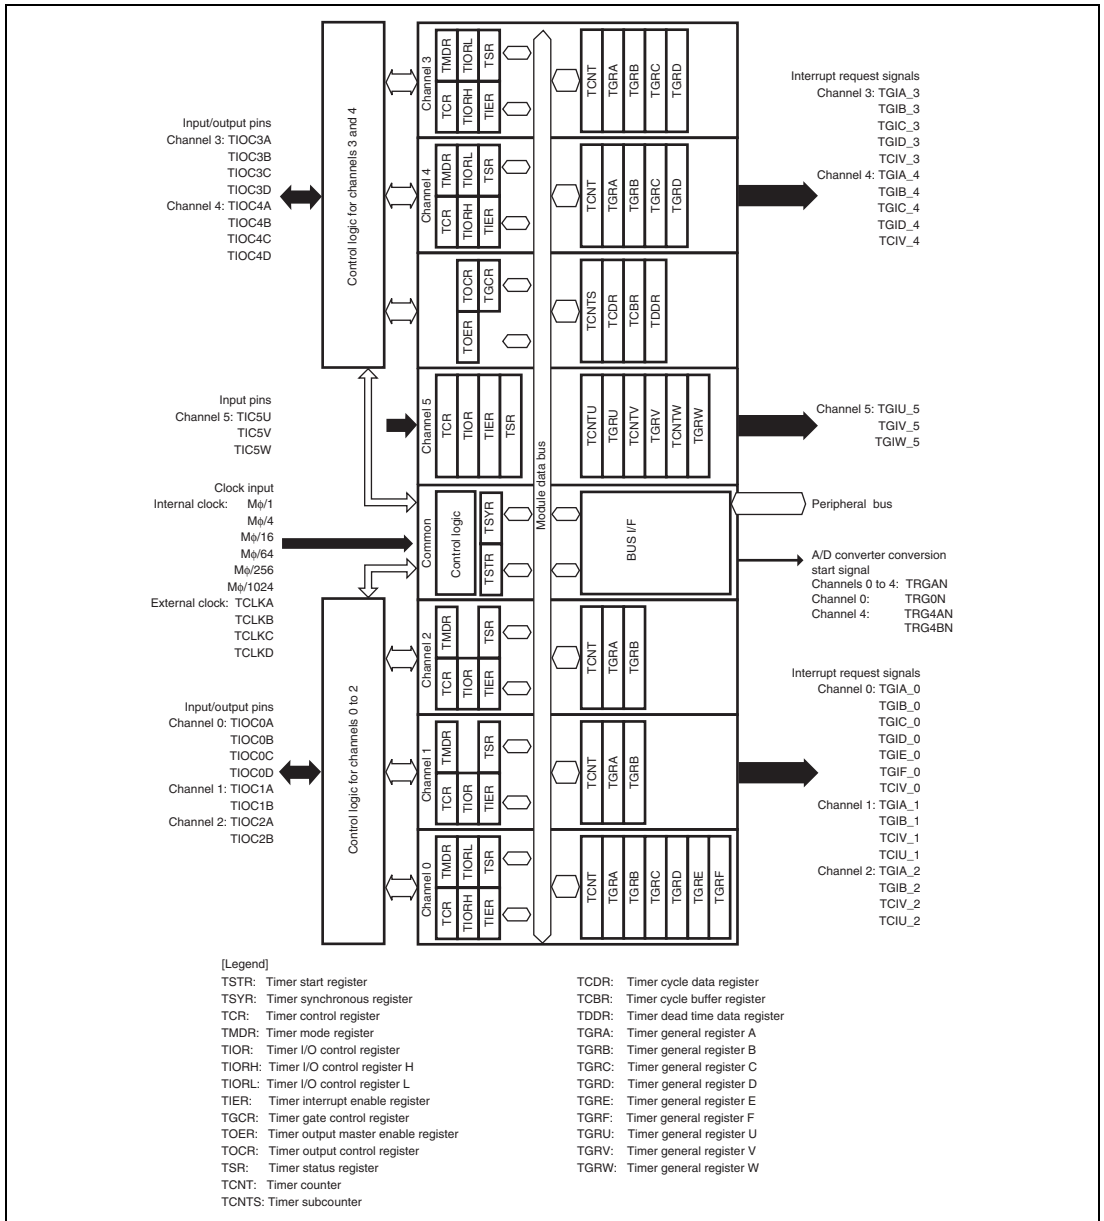 Input/output pins
Channel 3: TIOC3A
TIOC3B
TIOC3C
TIOC3D
Channel 4: TIOC4A
TIOC4B
TIOC4C
TIOC4D
Input pins
Channel 5: TIC5U
TIC5V
TIC5W
Clock input
Internal clock: Mϕ/1
Mϕ/4
Mϕ/16
Mϕ/64
Mϕ/256
Mϕ/1024
External clock: TCLKA
TCLKB
TCLKC
TCLKD
Input/output pins
Channel 0: TIOC0A
TIOC0B
TIOC0C
TIOC0D
Channel 1: TIOC1A
TIOC1B
Channel 2: TIOC2A
TIOC2B
Control logic for channels 3 and 4
Control logic for channels 0 to 2
Channel 3
TMDR
TIORL
TSR
TCR
TIORH
TIER
TCNT
TGRA
TGRB
TGRC
TGRD
Channel 4
TMDR
TIORL
TSR
TCR
TIORH
TIER
TCNT
TGRA
TGRB
TGRC
TGRD
TOCR
TGCR
TOER
TCNTS
TCDR
TCBR
TDDR
Channel 5
TCR
TIOR
TIER
TSR
TCNTU
TGRU
TCNTV
TGRV
TCNTW
TGRW
Module data bus
Common
Control logic
TSYR
TSTR
BUS I/F
Channel 2
TMDR
TSR
TCR
TIOR
TIER
TCNT
TGRA
TGRB
Channel 1
TMDR
TSR
TCR
TIOR
TIER
TCNT
TGRA
TGRB
Channel 0
TMDR
TIORL
TSR
TCR
TIORH
TIER
TCNT
TGRA
TGRB
TGRC
TGRD
TGRE
TGRF
Interrupt request signals
Channel 3: TGIA_3
TGIB_3
TGIC_3
TGID_3
TCIV_3
Channel 4: TGIA_4
TGIB_4
TGIC_4
TGID_4
TCIV_4
Channel 5: TGIU_5
TGIV_5
TGIW_5
Peripheral bus
A/D converter conversion
start signal
Channels 0 to 4: TRGAN
Channel 0: TRG0N
Channel 4: TRG4AN
TRG4BN
Interrupt request signals
Channel 0: TGIA_0
TGIB_0
TGIC_0
TGID_0
TGIE_0
TGIF_0
TCIV_0
Channel 1: TGIA_1
TGIB_1
TCIV_1
TCIU_1
Channel 2: TGIA_2
TGIB_2
TCIV_2
TCIU_2
[Legend]
TSTR: Timer start register
TSYR: Timer synchronous register
TCR: Timer control register
TMDR: Timer mode register
TIOR: Timer I/O control register
TIORH: Timer I/O control register H
TIORL: Timer I/O control register L
TIER: Timer interrupt enable register
TGCR: Timer gate control register
TOER: Timer output master enable register
TOCR: Timer output control register
TSR: Timer status register
TCNT: Timer counter
TCNTS: Timer subcounter
TCDR: Timer cycle data register
TCBR: Timer cycle buffer register
TDDR: Timer dead time data register
TGRA: Timer general register A
TGRB: Timer general register B
TGRC: Timer general register C
TGRD: Timer general register D
TGRE: Timer general register E
TGRF: Timer general register F
TGRU: Timer general register U
TGRV: Timer general register V
TGRW: Timer general register W